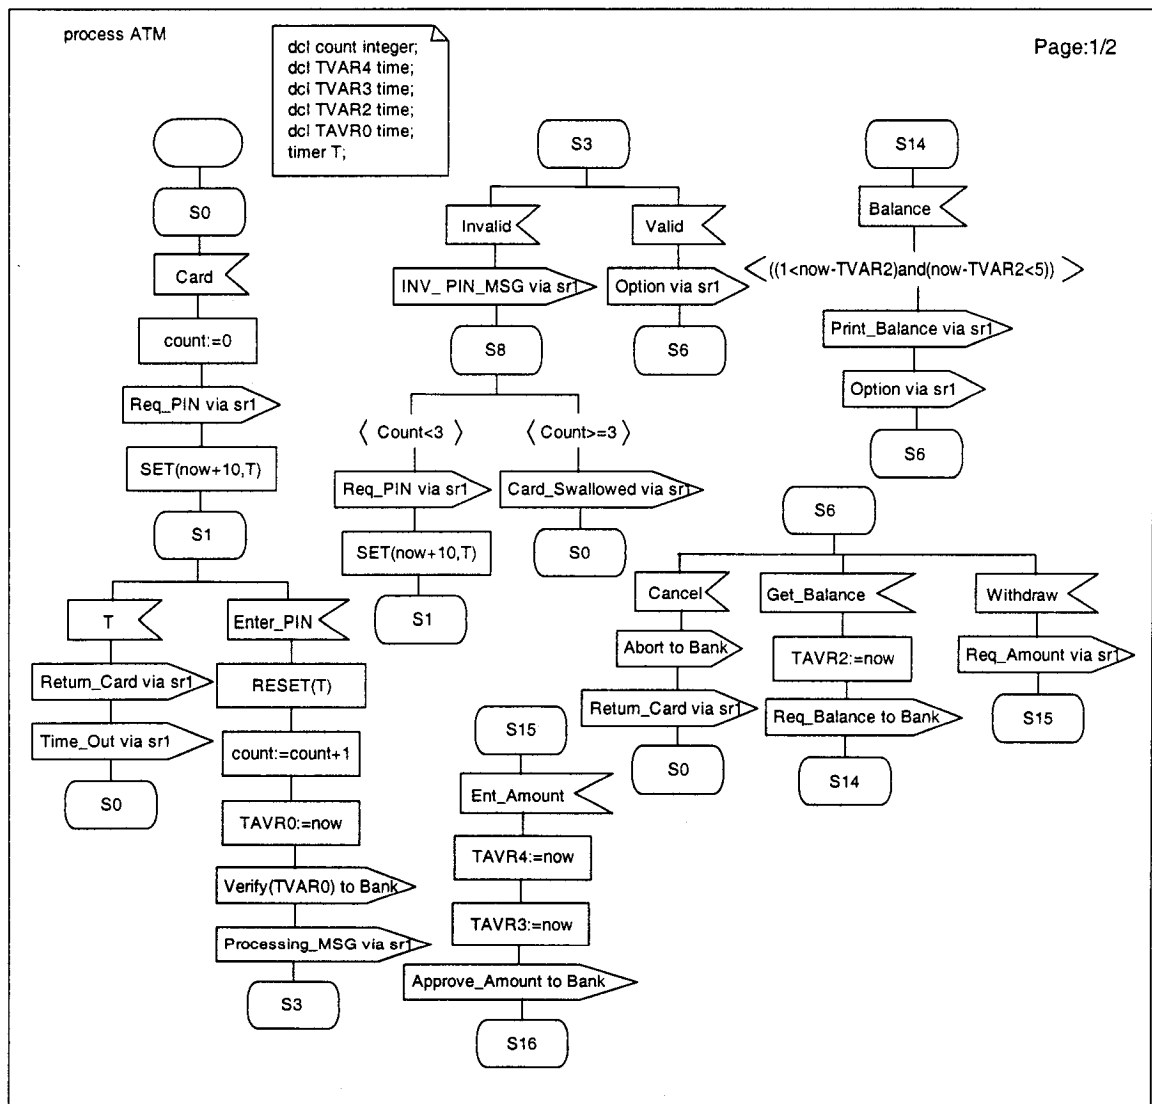 process ATM
dcl count integer;
dcl TVAR4 time;
dcl TVAR3 time;
dcl TVAR2 time;
dcl TAVR0 time;
timer T;
Page:1/2
S0
Card
count:=0
Req_PIN via sr1
SET(now+10,T)
S1
T
Return_Card via sr1
Time_Out via sr1
S0
Enter_PIN
RESET(T)
count:=count+1
TAVR0:=now
Verify(TVAR0) to Bank
Processing_MSG via sr1
S3
S3
Invalid
INV_ PIN_MSG via sr1
S8
Count<3
Req_PIN via sr1
SET(now+10,T)
S1
Count>=3
Card_Swallowed via sr1
S0
Valid
Option via sr1
S6
S14
Balance
((1<now-TVAR2)and(now-TVAR2<5))
Print_Balance via sr1
Option via sr1
S6
S6
Cancel
Abort to Bank
Return_Card via sr1
S0
Get_Balance
TAVR2:=now
Req_Balance to Bank
S14
Withdraw
Req_Amount via sr1
S15
S15
Ent_Amount
TAVR4:=now
TAVR3:=now
Approve_Amount to Bank
S16